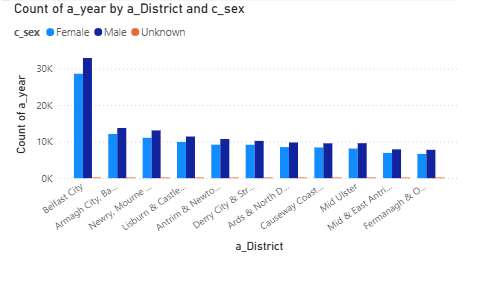 Count of a_year by a_District and c_sex
c_sex Female Male Unknown
Count of a_year
30K
20K
10K
0K
Belfast City
Armagh City, Ba...
Newry, Mourne ...
Lisburn & Castle...
Antrim & Newto...
Derry City & Str...
Ards & North D...
Causeway Coast...
Mid Ulster
Mid & East Antri...
Fermanagh & O...
a_District